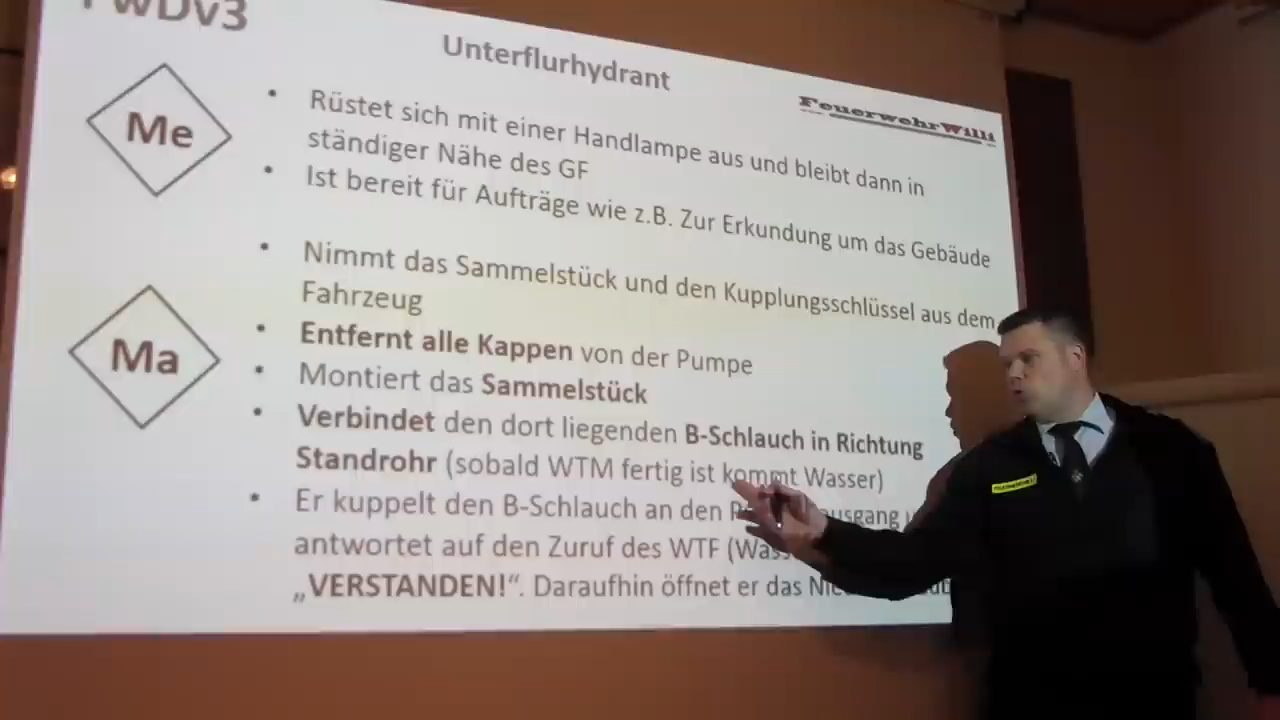 FwDv3
Unterflurhydrant
FeuerwehrWilli
Me
Rüstet sich mit einer Handlampe aus und bleibt dann in
ständiger Nähe des GF
Ist bereit für Aufträge wie z.B. Zur Erkundung um das Gebäude
Ma
Nimmt das Sammelstück und den Kupplungsschlüssel aus dem
Fahrzeug
Entfernt alle Kappen von der Pumpe
Montiert das Sammelstück
Verbindet den dort liegenden B-Schlauch in Richtung
Standrohr (sobald WTM fertig ist kommt Wasser)
Er kuppelt den B-Schlauch an den
antwortet auf den Zuruf des WTF
„VERSTANDEN!“. Daraufhin öffnet er das